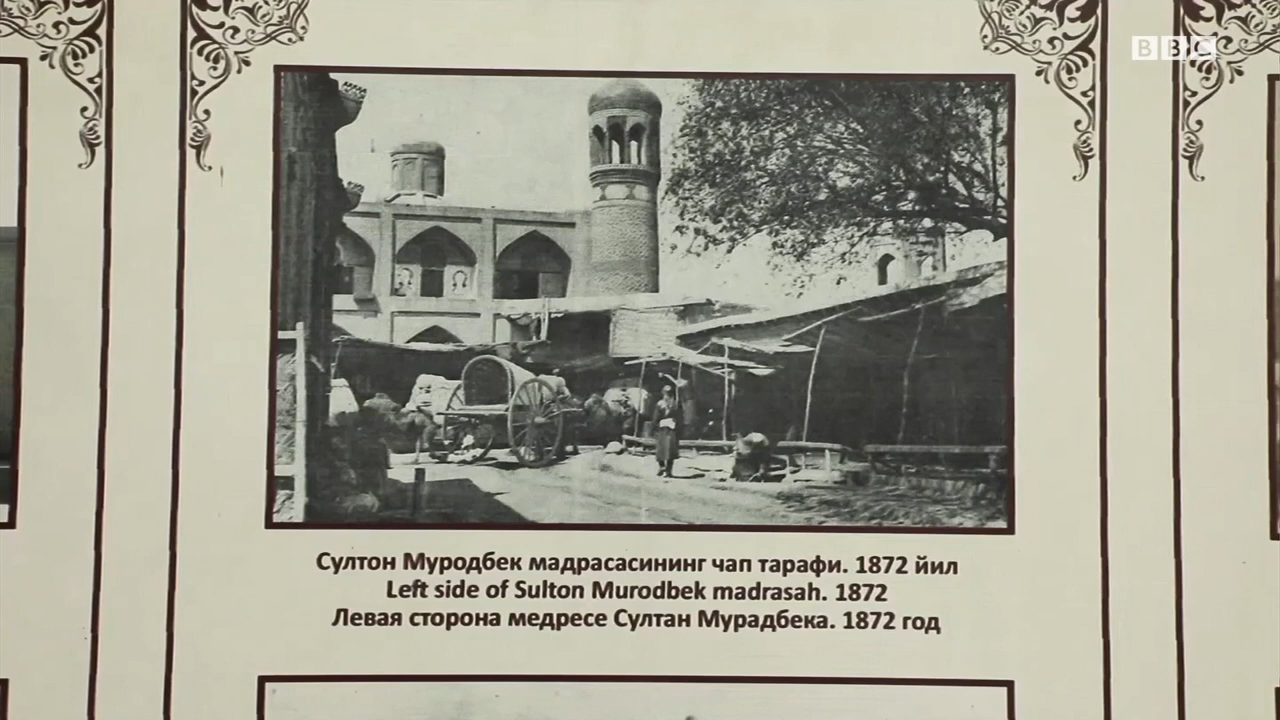 BBC
Султон Муродбек мадрасасининг чап тарафи. 1872 йил
Left side of Sulton Murodbek madrasah. 1872
Левая сторона медресе Султан Мурадбека. 1872 год